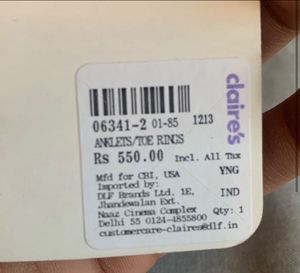 claire's
06341-2 01-85 1213
ANKLETS/TOE RINGS
Rs 550.00 Incl. All Tax
Mfd for CBI, USA YNG
Imported by:
DLF Brands Ltd. 1E, IND
Jhandewalan Ext.
Naaz Cinema Complex Qty: 1
Delhi 55 0124-4855800
customercare-claires@dlf.in